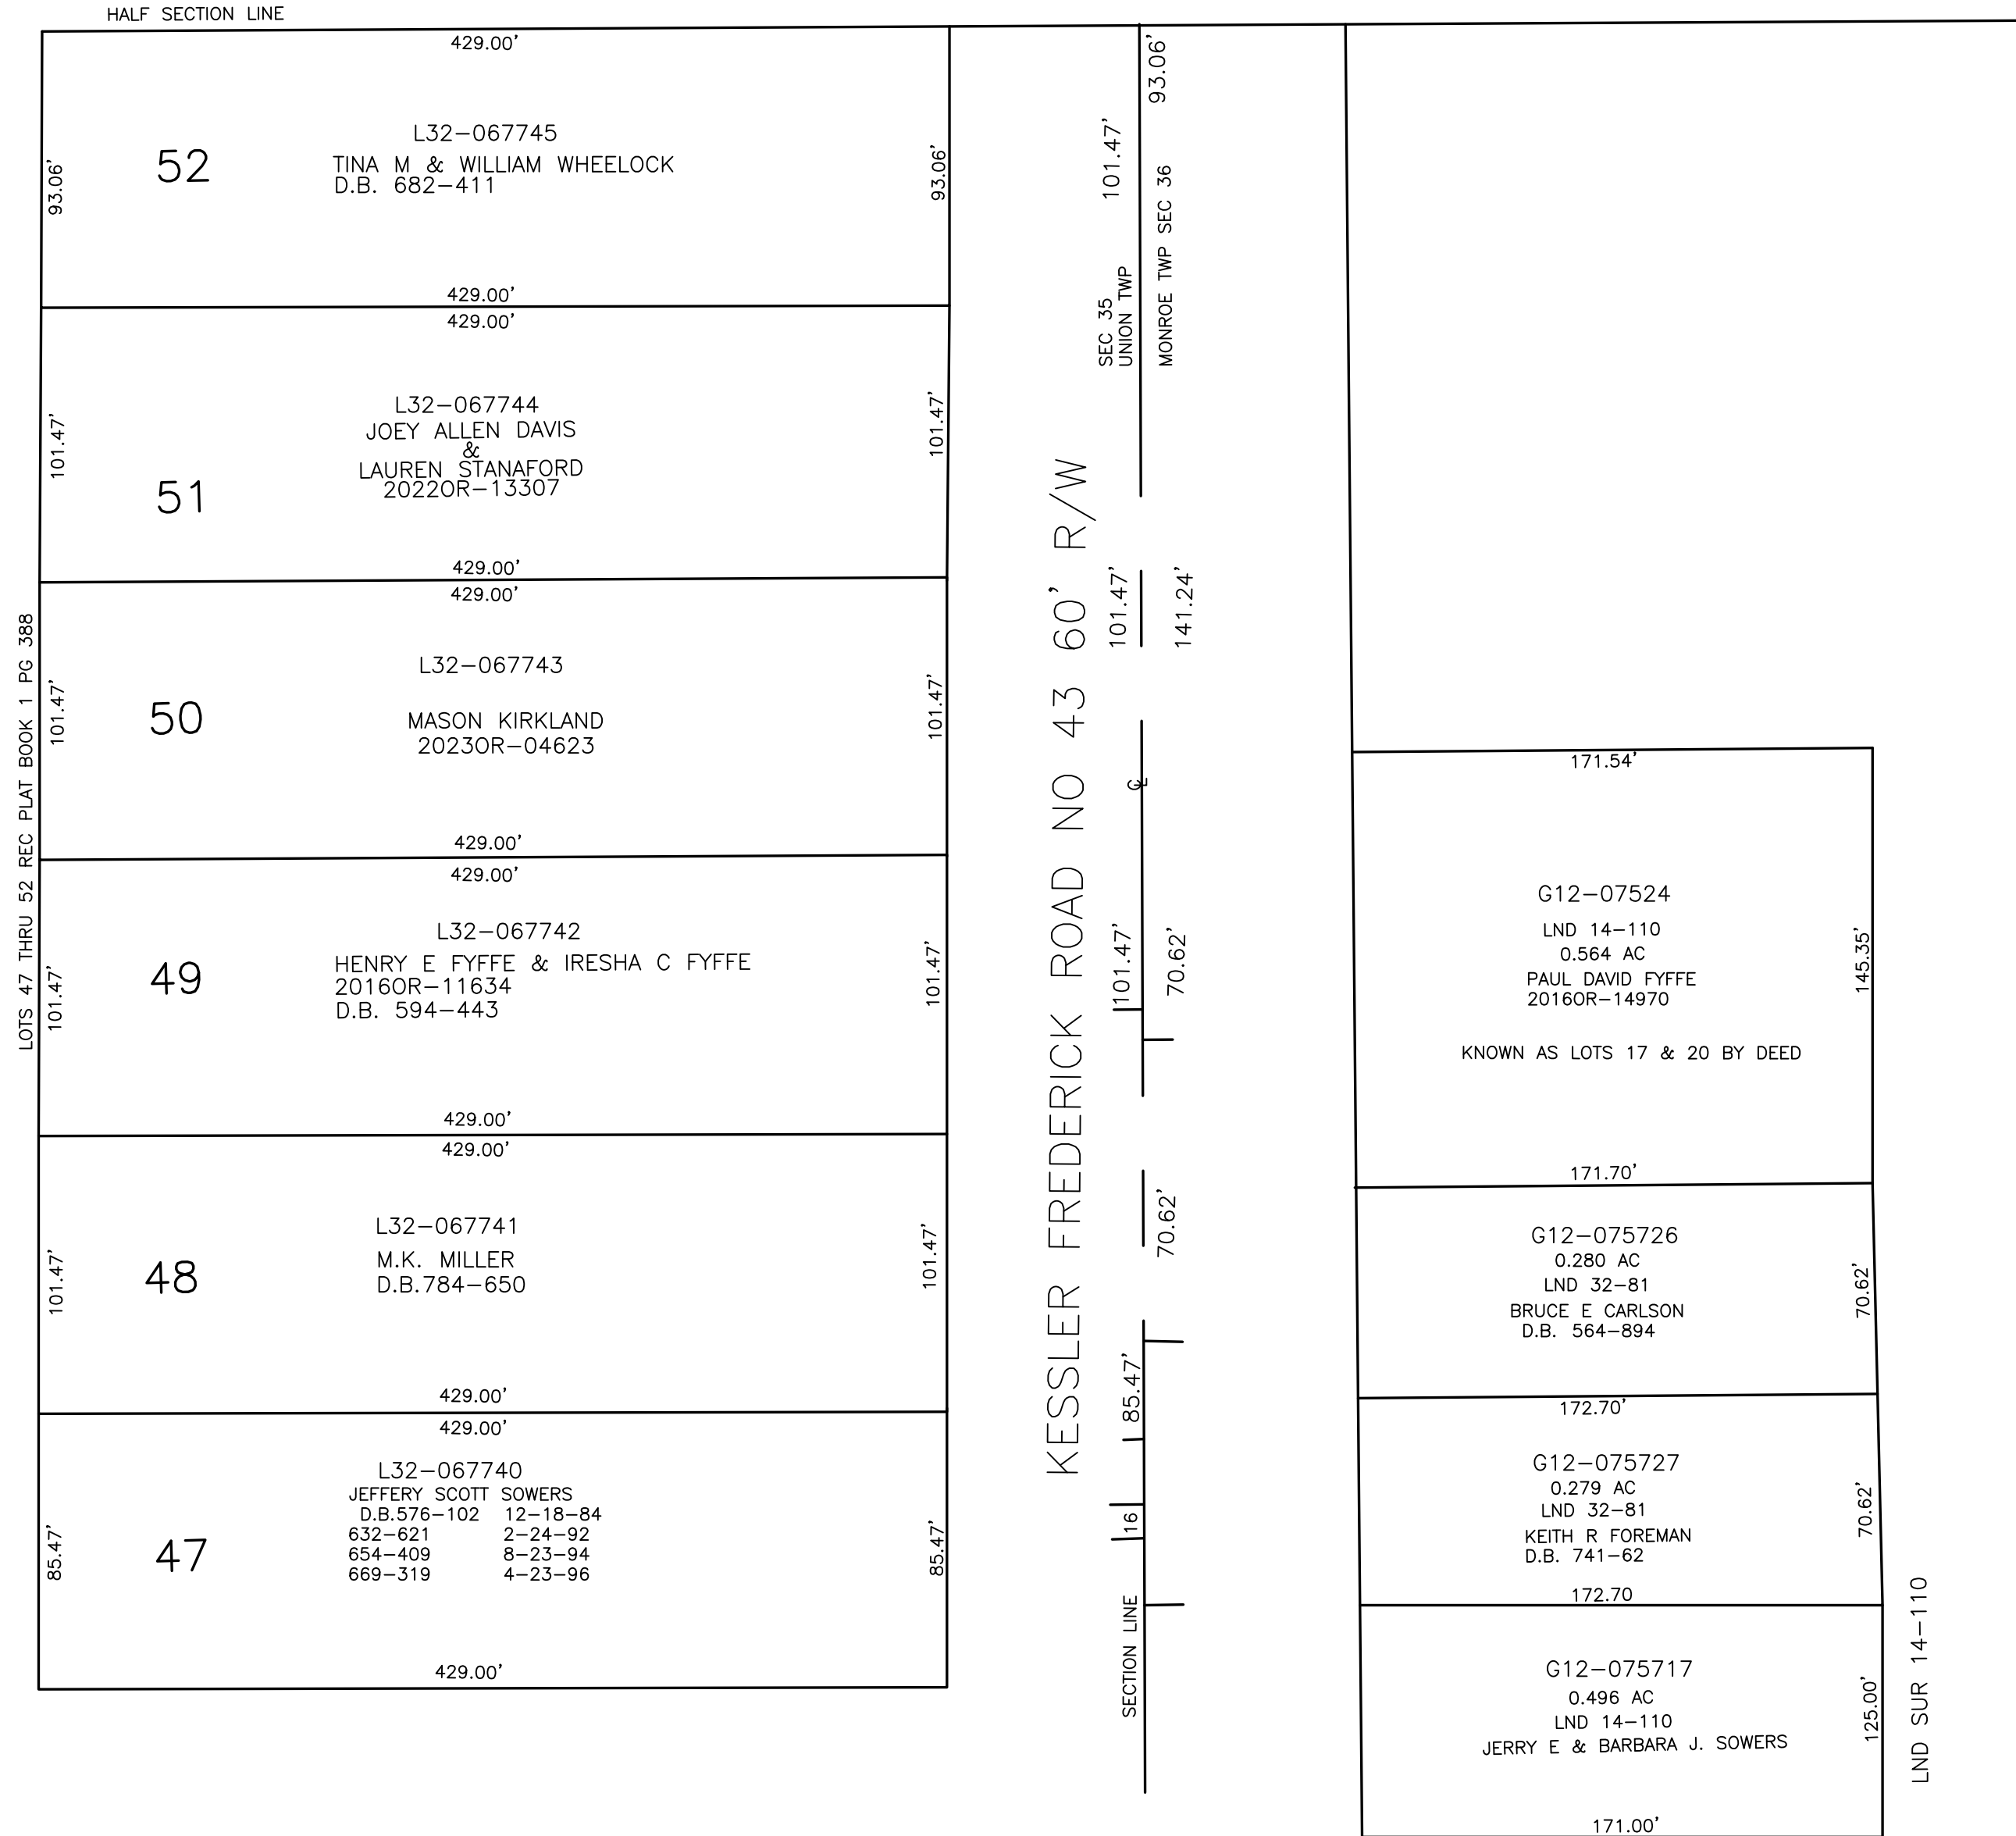 HALF SECTION LINE
429.00'
L32-067745
52
TINA M & WILLIAM WHEELOCK
D.B. 682-411
93.06'
93.06'
429.00'
429.00'
L32-067744
JOEY ALLEN DAVIS
&
LAUREN STANAFORD
2022OR-13307
51
101.47'
101.47'
429.00'
429.00'
L32-067743
50
MASON KIRKLAND
2023OR-04623
101.47'
101.47'
429.00'
429.00'
L32-067742
49
HENRY E FYFFE & IRESHA C FYFFE
2016OR-11634
D.B. 594-443
101.47'
101.47'
429.00'
429.00'
L32-067741
48
M.K. MILLER
D.B.784-650
101.47'
101.47'
429.00'
429.00'
L32-067740
JEFFERY SCOTT SOWERS
D.B.576-102 12-18-84
632-621 2-24-92
654-409 8-23-94
669-319 4-23-96
47
85.47'
85.47'
429.00'
LOTS 47 THRU 52 REC PLAT BOOK 1 PG 388
KESSLER FREDERICK ROAD NO 43 60' R/W
93.06'
101.47'
SEC 35
UNION TWP
MONROE TWP SEC 36
101.47'
141.24'
℄
101.47'
70.62'
70.62'
85.47'
16
SECTION LINE
171.54'
G12-07524
LND 14-110
0.564 AC
PAUL DAVID FYFFE
2016OR-14970
KNOWN AS LOTS 17 & 20 BY DEED
145.35'
171.70'
G12-075726
0.280 AC
LND 32-81
BRUCE E CARLSON
D.B. 564-894
70.62'
172.70'
G12-075727
0.279 AC
LND 32-81
KEITH R FOREMAN
D.B. 741-62
70.62'
172.70
G12-075717
0.496 AC
LND 14-110
JERRY E & BARBARA J. SOWERS
125.00'
171.00'
LND SUR 14-110